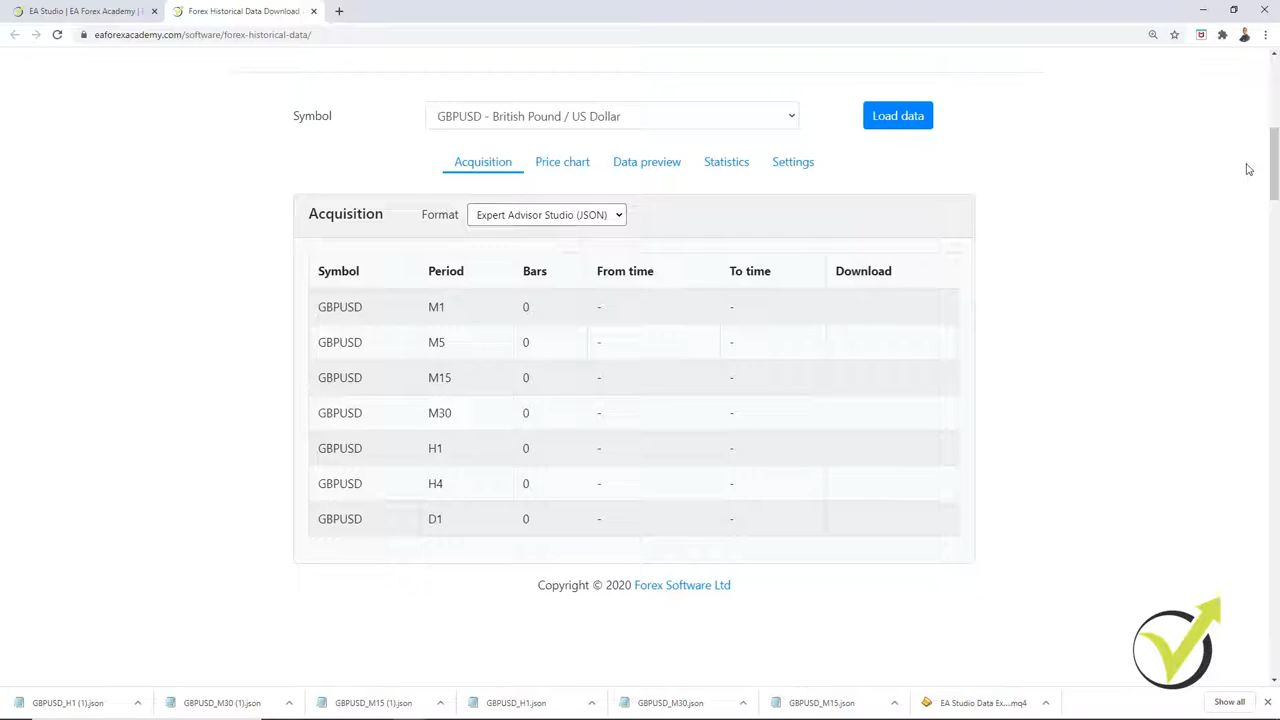 EA Studio | EA Forex Academy |
Forex Historical Data Download
eaforexacademy.com/software/forex-historical-data/
Symbol
GBPUSD - British Pound / US Dollar
Load data
Acquisition Price chart Data preview Statistics Settings
Acquisition Format Expert Advisor Studio (JSON)
Symbol Period Bars From time To time Download
GBPUSD M1 0 - -
GBPUSD M5 0 - -
GBPUSD M15 0 - -
GBPUSD M30 0 - -
GBPUSD H1 0 - -
GBPUSD H4 0 - -
GBPUSD D1 0 - -
Copyright © 2020 Forex Software Ltd
GBPUSD_H1 (1).json GBPUSD_M30 (1).json GBPUSD_M15 (1).json GBPUSD_H1.json GBPUSD_M30.json GBPUSD_M15.json EA Studio Data Ex....mq4 Show all